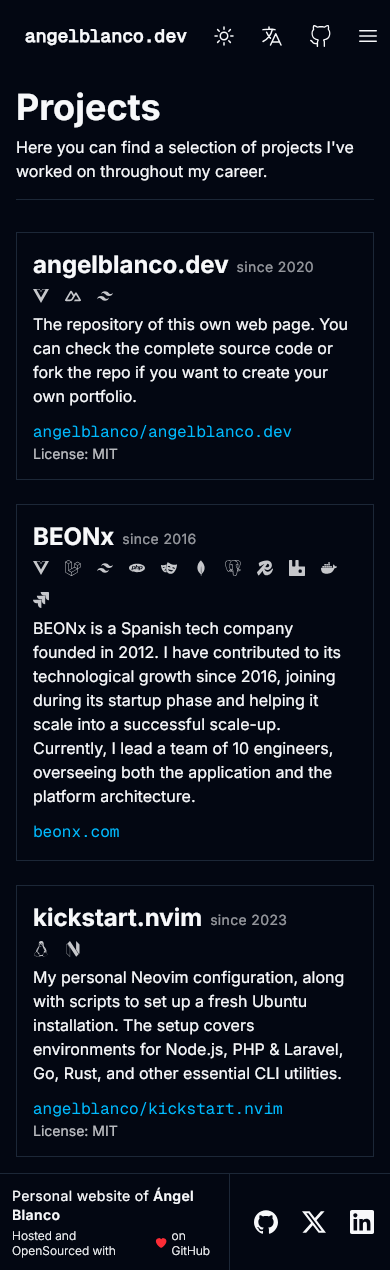 angelblanco.dev
Projects
Here you can find a selection of projects I've
worked on throughout my career.
angelblanco.dev since 2020
The repository of this own web page. You
can check the complete source code or
fork the repo if you want to create your
own portfolio.
angelblanco/angelblanco.dev
License: MIT
BEONx since 2016
php
BEONx is a Spanish tech company
founded in 2012. I have contributed to its
technological growth since 2016, joining
during its startup phase and helping it
scale into a successful scale-up.
Currently, I lead a team of 10 engineers,
overseeing both the application and the
platform architecture.
beonx.com
kickstart.nvim since 2023
My personal Neovim configuration, along
with scripts to set up a fresh Ubuntu
installation. The setup covers
environments for Node.js, PHP & Laravel,
Go, Rust, and other essential CLI utilities.
angelblanco/kickstart.nvim
License: MIT
Personal website of Ángel
Blanco
Hosted and
OpenSourced with
on
GitHub